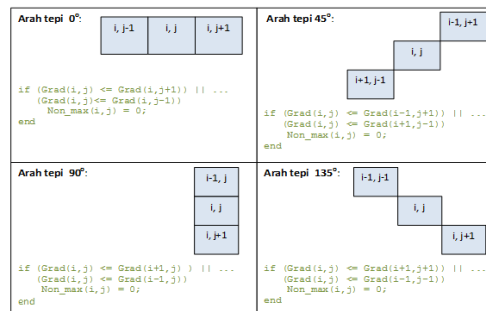 Arah tepi 0°:
i, j-1 i, j i, j+1
if (Grad(i,j) <= Grad(i,j+1)) || ...
(Grad(i,j)<= Grad(i,j-1))
Non_max(i,j) = 0;
end
Arah tepi 45°:
i-1, j+1
i, j
i+1, j-1
if (Grad(i,j) <= Grad(i-1,j+1)) || ...
(Grad(i,j) <= Grad(i+1,j-1))
Non_max(i,j) = 0;
end
Arah tepi 90°:
i-1, j
i, j
i, j+1
if (Grad(i,j) <= Grad(i+1,j) ) || ...
(Grad(i,j) <= Grad(i-1,j))
Non_max(i,j) = 0;
end
Arah tepi 135°:
i-1, j-1
i, j
i, j+1
if (Grad(i,j) <= Grad(i+1,j+1)) || ...
(Grad(i,j) <= Grad(i-1,j-1))
Non_max(i,j) = 0;
end